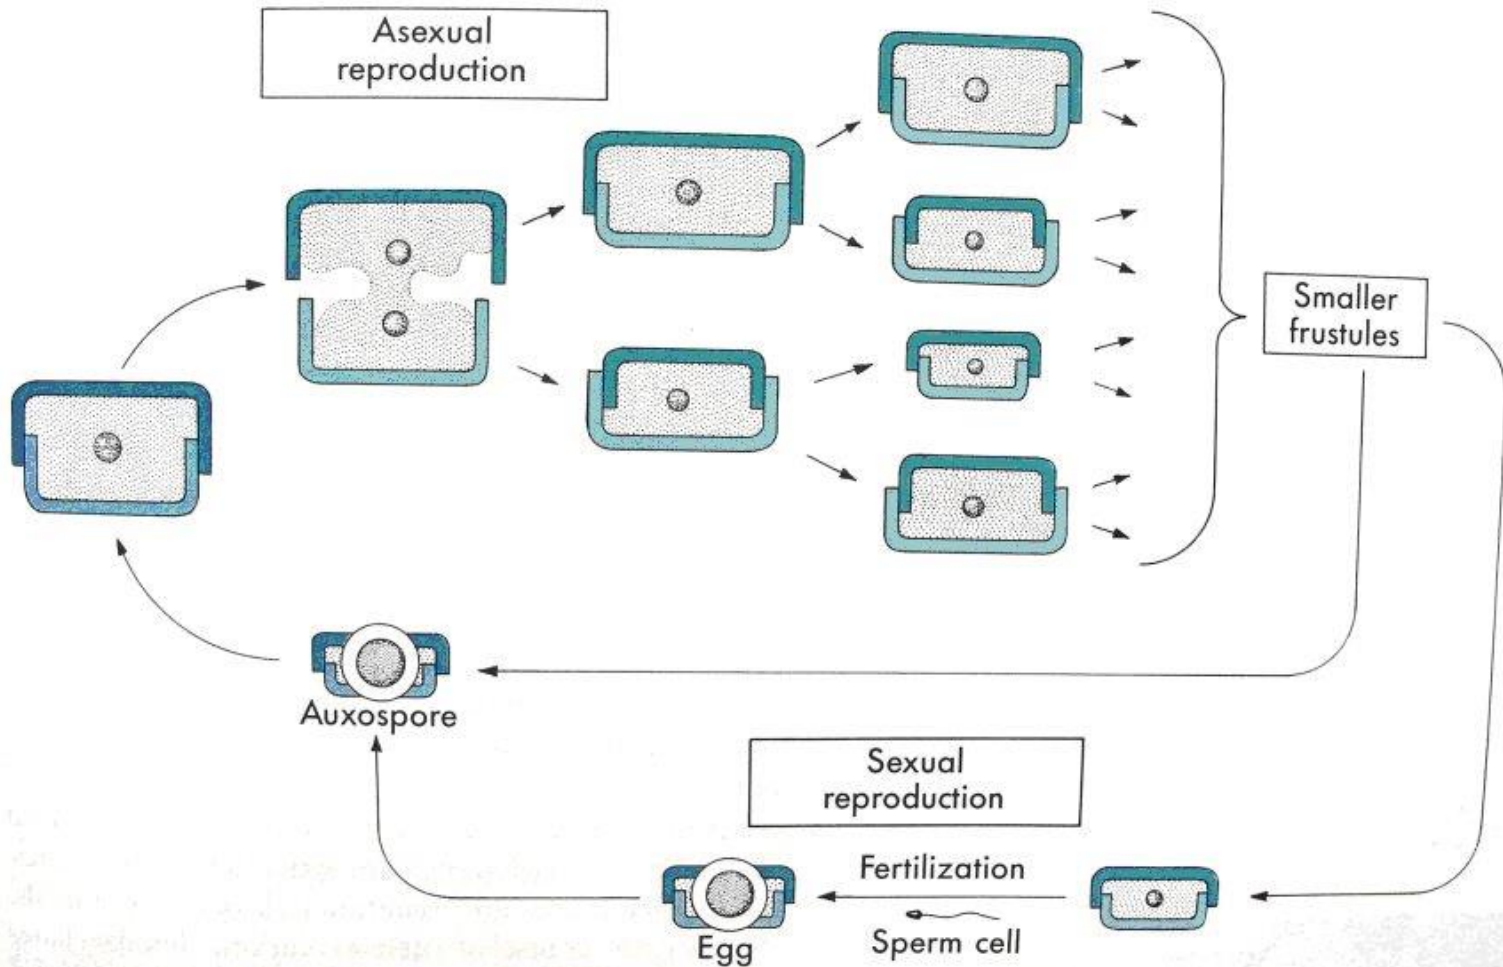 Asexual
reproduction
Smaller
frustules
Auxospore
Sexual
reproduction
Fertilization
Sperm cell
Egg